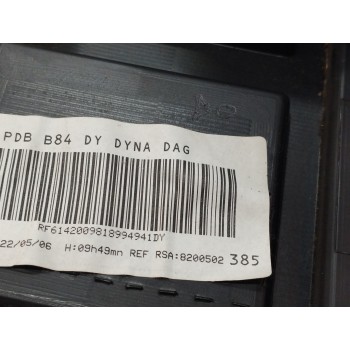 PDB B84 DY DYNA DAG
RF6142009818994941DY
22/05/06 H:09h49mn REF RSA:8200502 385